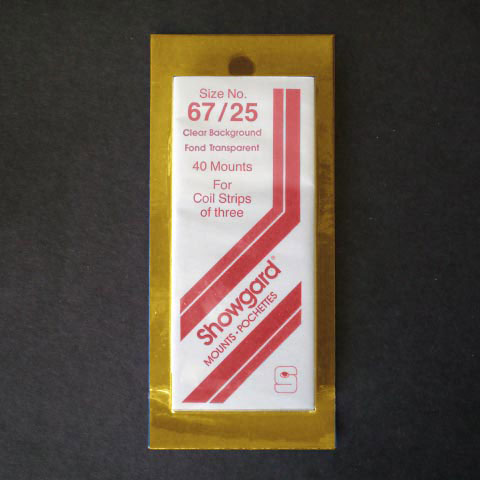 Size No.
67/25
Clear Background
Fond Transparent
40 Mounts
For
Coil Strips
of three
Showgard®
MOUNTS • POCHETTES